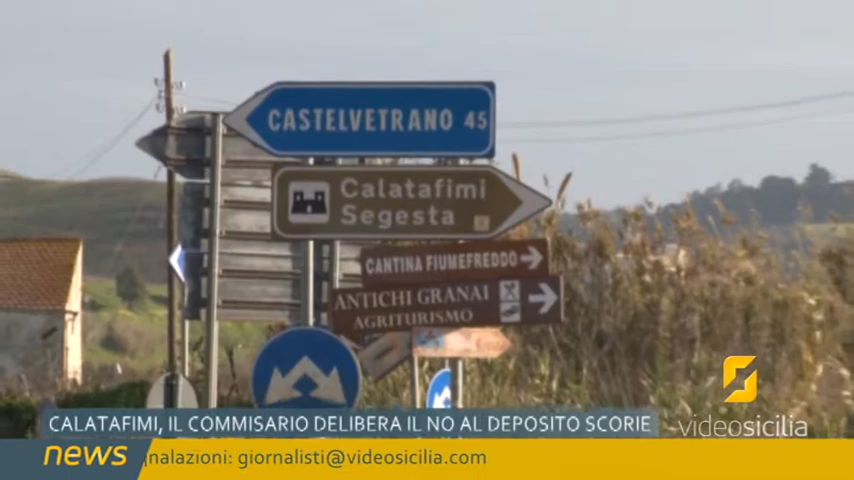 CASTELVETRANO 45
Calatafimi
Segesta
CANTINA FIUMEFREDDO
ANTICHI GRANAI
AGRITURISMO
CALATAFIMI, IL COMMISARIO DELIBERA IL NO AL DEPOSITO SCORIE
videosicilia
news
gnalazioni: giornalisti@videosicilia.com